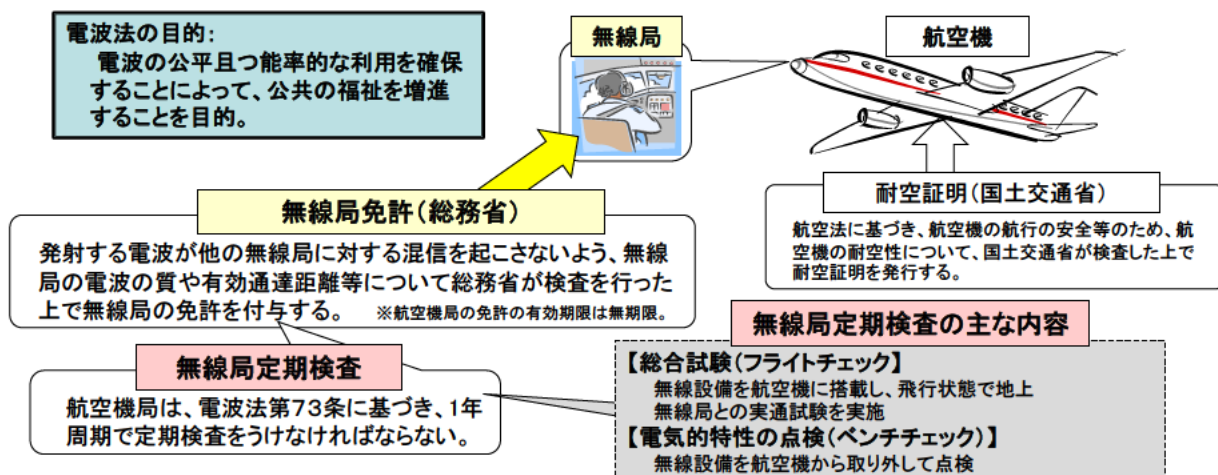 電波法の目的:
電波の公平且つ能率的な利用を確保
することによって、公共の福祉を増進
することを目的。
無線局
航空機
無線局免許(総務省)
発射する電波が他の無線局に対する混信を起こさないよう、無線
局の電波の質や有効通達距離等について総務省が検査を行った
上で無線局の免許を付与する。 ※航空機局の免許の有効期限は無期限。
耐空証明(国土交通省)
航空法に基づき、航空機の航行の安全等のため、航
空機の耐空性について、国土交通省が検査した上で
耐空証明を発行する。
無線局定期検査
航空機局は、電波法第73条に基づき、1年
周期で定期検査をうけなければならない。
無線局定期検査の主な内容
【総合試験(フライトチェック)】
無線設備を航空機に搭載し、飛行状態で地上
無線局との実通試験を実施
【電気的特性の点検(ベンチチェック)】
無線設備を航空機から取り外して点検